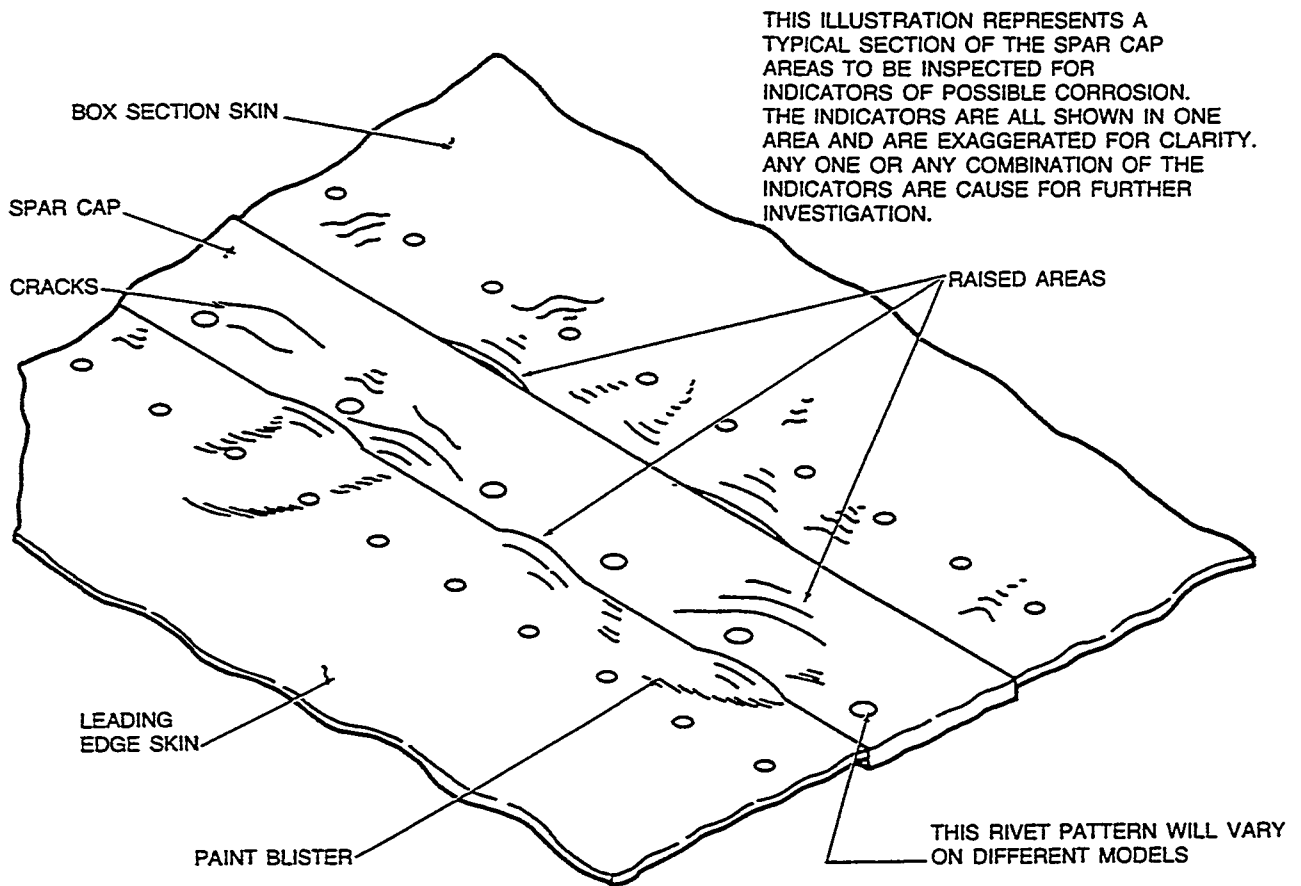 THIS ILLUSTRATION REPRESENTS A
TYPICAL SECTION OF THE SPAR CAP
AREAS TO BE INSPECTED FOR
INDICATORS OF POSSIBLE CORROSION.
THE INDICATORS ARE ALL SHOWN IN ONE
AREA AND ARE EXAGGERATED FOR CLARITY.
ANY ONE OR ANY COMBINATION OF THE
INDICATORS ARE CAUSE FOR FURTHER
INVESTIGATION.
BOX SECTION SKIN
SPAR CAP
CRACKS
RAISED AREAS
LEADING
EDGE SKIN
PAINT BLISTER
THIS RIVET PATTERN WILL VARY
ON DIFFERENT MODELS